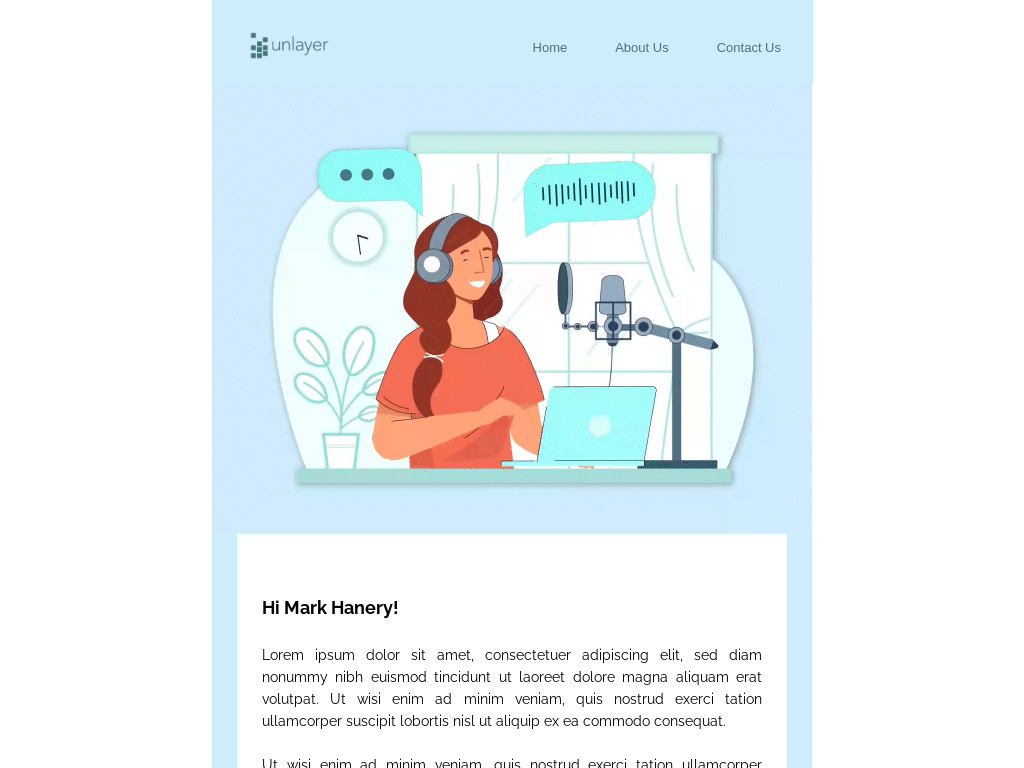 unlayer
Home About Us Contact Us
Hi Mark Hanery!
Lorem ipsum dolor sit amet, consectetuer adipiscing elit, sed diam
nonummy nibh euismod tincidunt ut laoreet dolore magna aliquam erat
volutpat. Ut wisi enim ad minim veniam, quis nostrud exerci tation
ullamcorper suscipit lobortis nisl ut aliquip ex ea commodo consequat.
Ut wisi enim ad minim veniam, quis nostrud exerci tation ullamcorper